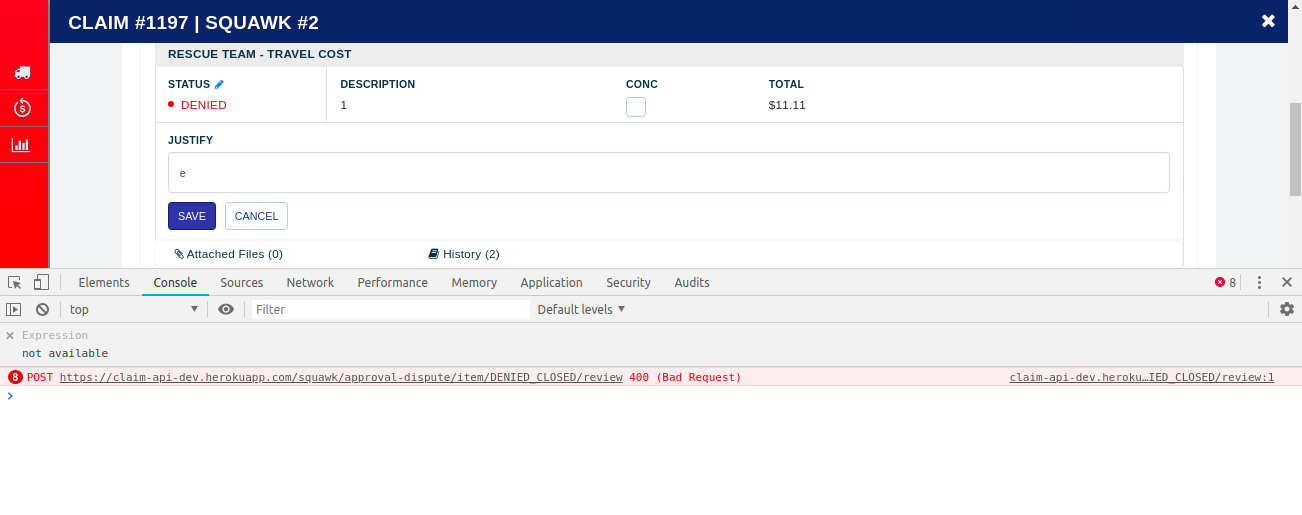 CLAIM #1197 | SQUAWK #2
RESCUE TEAM - TRAVEL COST
STATUS DESCRIPTION CONC TOTAL
DENIED 1 $11.11
JUSTIFY
e
SAVE CANCEL
Attached Files (0) History (2)
Elements Console Sources Network Performance Memory Application Security Audits 8
top Filter Default levels
Expression
not available
8 POST https://claim-api-dev.herokuapp.com/squawk/approval-dispute/item/DENIED_CLOSED/review 400 (Bad Request) claim-api-dev.heroku…IED_CLOSED/review:1